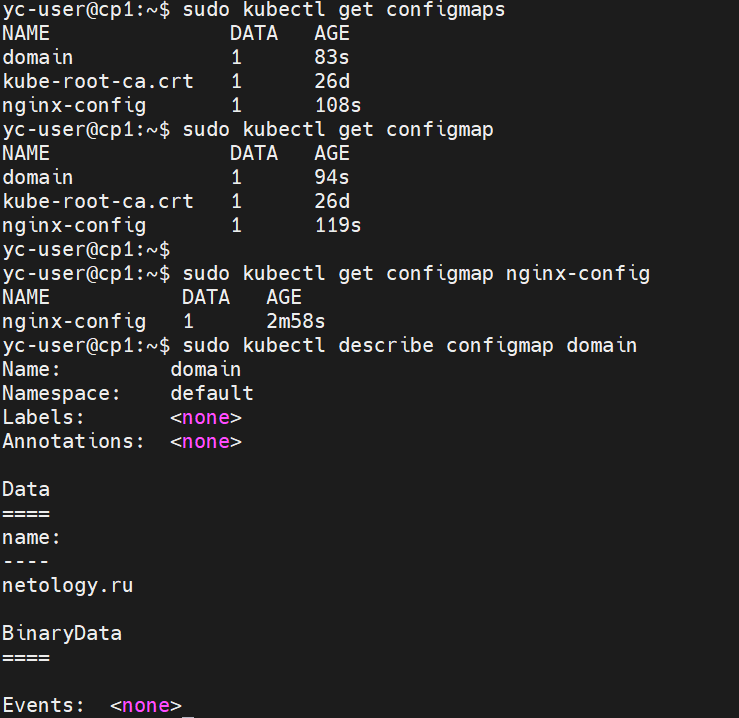 yc-user@cp1:~$ sudo kubectl get configmaps
NAME               DATA   AGE
domain             1      83s
kube-root-ca.crt   1      26d
nginx-config       1      108s
yc-user@cp1:~$ sudo kubectl get configmap
NAME               DATA   AGE
domain             1      94s
kube-root-ca.crt   1      26d
nginx-config       1      119s
yc-user@cp1:~$
yc-user@cp1:~$ sudo kubectl get configmap nginx-config
NAME           DATA   AGE
nginx-config   1      2m58s
yc-user@cp1:~$ sudo kubectl describe configmap domain
Name:         domain
Namespace:    default
Labels:       <none>
Annotations:  <none>

Data
====
name:
----
netology.ru

BinaryData
====

Events:  <none>